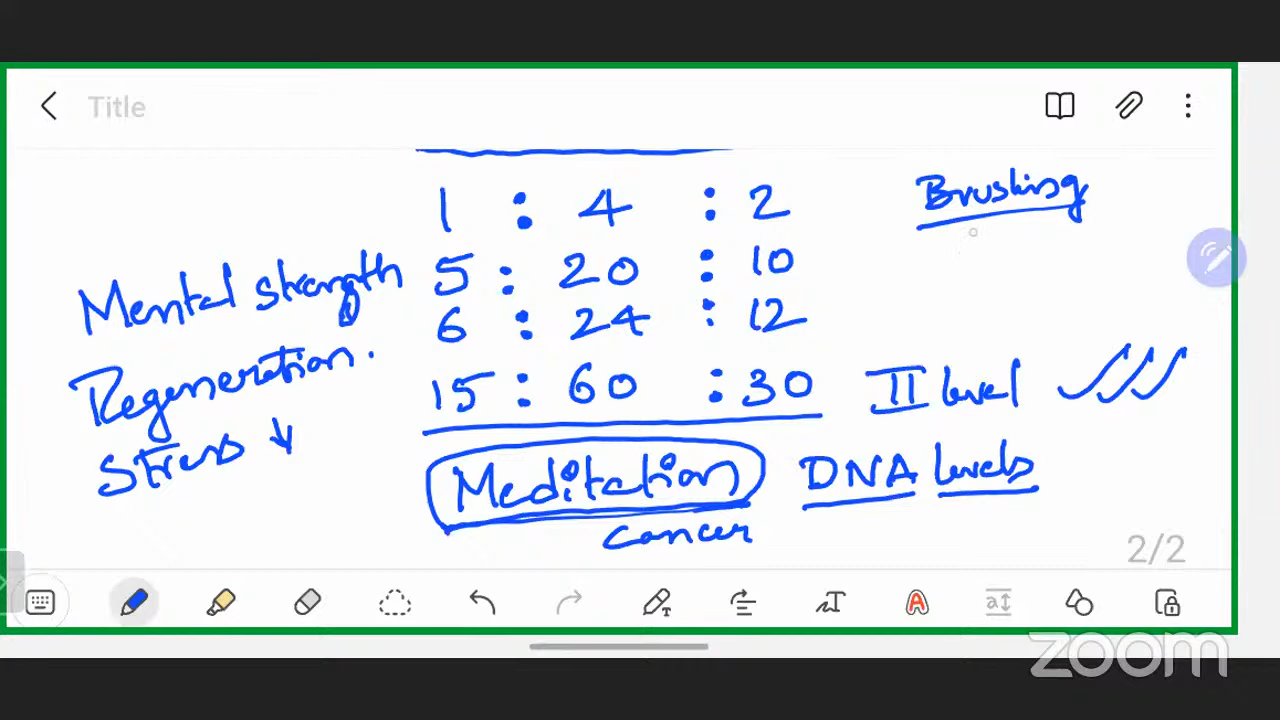 Title
1 : 4 : 2
Brushing
5 : 20 : 10
Mental strength
6 : 24 : 12
Regeneration.
15 : 60 : 30 II level
Stress ↓
Meditation DNA levels
cancer
2/2
T
T
A
a
zoom